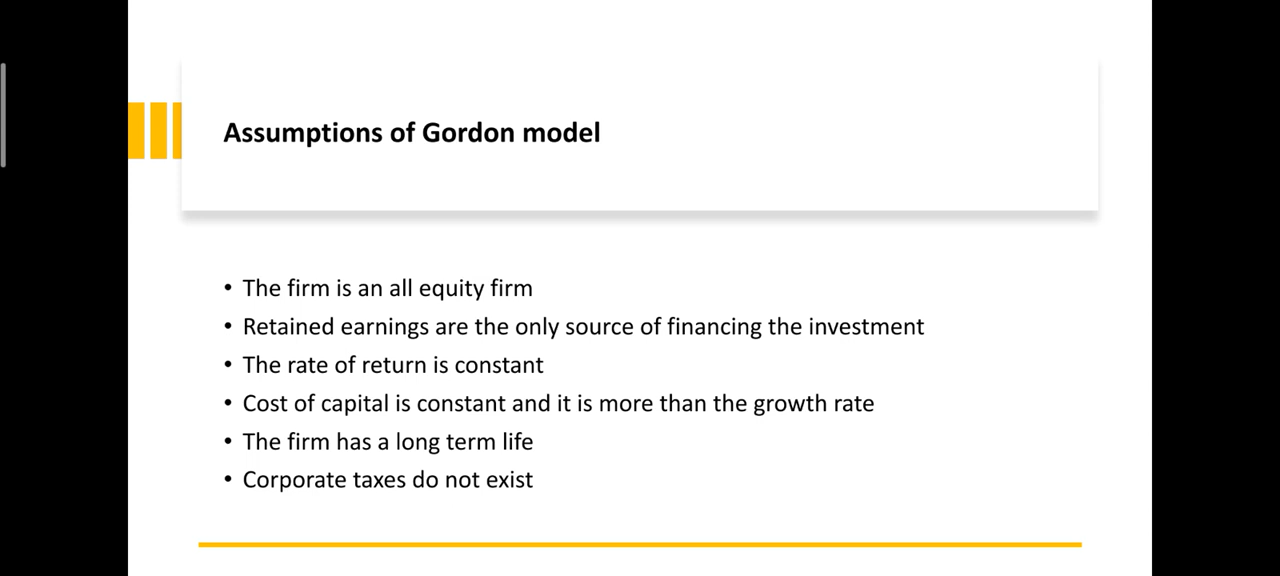 Assumptions of Gordon model
• The firm is an all equity firm
• Retained earnings are the only source of financing the investment
• The rate of return is constant
• Cost of capital is constant and it is more than the growth rate
• The firm has a long term life
• Corporate taxes do not exist